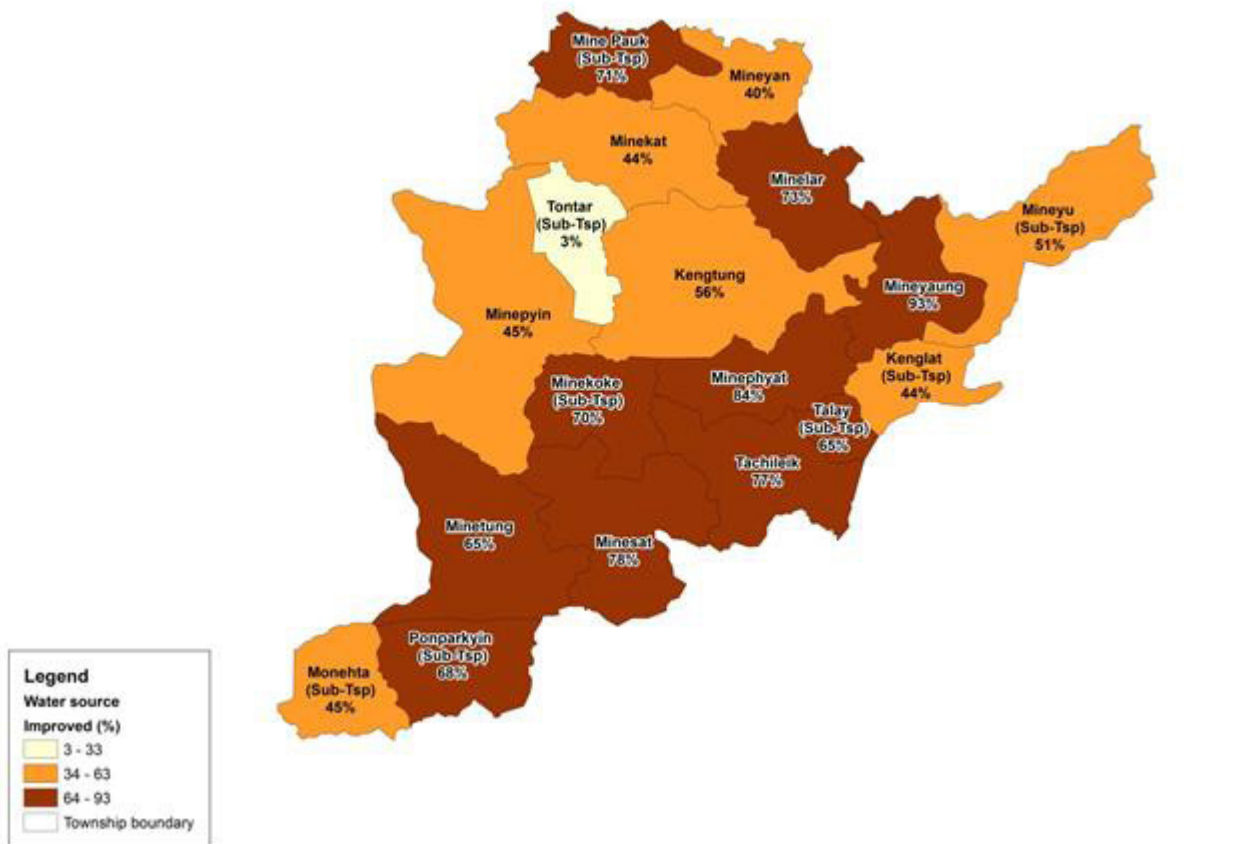 Mine Pauk
(Sub-Tsp)
71%
Mineyan
40%
Minekat
44%
Minelar
73%
Tontar
(Sub-Tsp)
3%
Mineyu
(Sub-Tsp)
51%
Kengtung
56%
Mineyaung
93%
Minepyin
45%
Kenglat
(Sub-Tsp)
44%
Minekoke
(Sub-Tsp)
70%
Minephyat
84%
Talay
(Sub-Tsp)
65%
Tachileik
77%
Minetung
65%
Minesat
78%
Ponparkyin
(Sub-Tsp)
68%
Monehta
(Sub-Tsp)
45%
Legend
Water source
Improved (%)
3 - 33
34 - 63
64 - 93
Township boundary